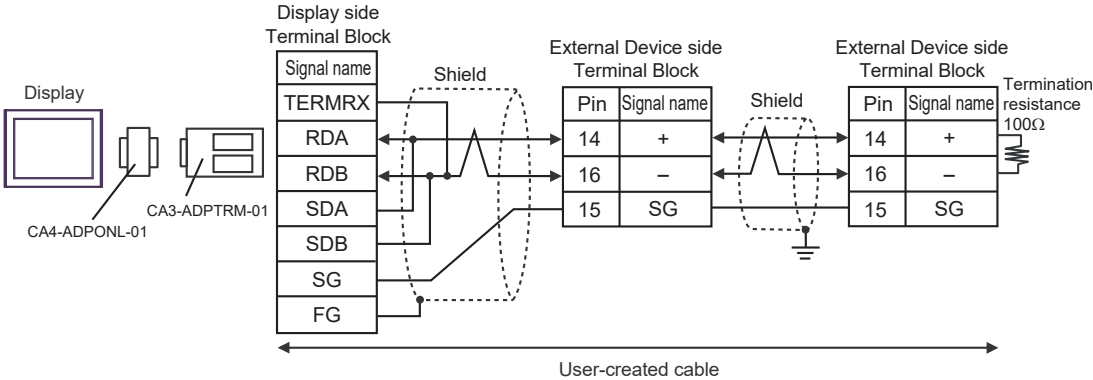 Display side
Terminal Block
External Device side
Terminal Block
External Device side
Terminal Block
Display
Signal name
Shield
Termination
resistance
100Ω
TERMRX
Pin
Signal name
Shield
Pin
Signal name
RDA
14
+
14
+
RDB
16
–
16
–
CA4-ADPONL-01
CA3-ADPTRM-01
SDA
15
SG
15
SG
SDB
SG
FG
User-created cable